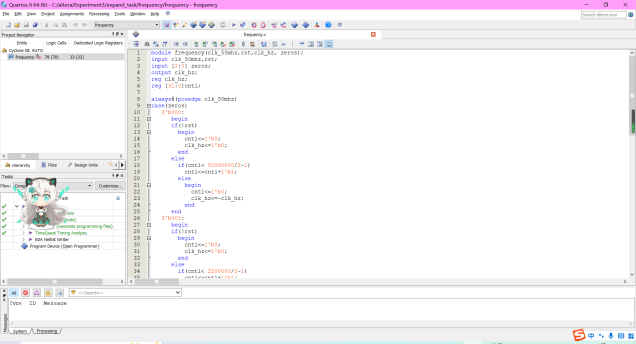 Quartus II 64-Bit - C:/altera/Experiment3/expand_task/frequency/frequency - frequency
File Edit View Project Assignments Processing Tools Window Help
Search altera.com
frequency
Project Navigator
frequency.v
Entity Logic Cells Dedicated Logic Registers
Cyclone III: AUTO
frequency 79 (79) 33 (33)
Hierarchy Files Design Units
Tasks
Flow: Customize...
Task
(Generate programming files)
TimeQuest Timing Analysis
EDA Netlist Writer
Program Device (Open Programmer)
1 module frequency(clk_50mhz,rst,clk_hz, zeros);
2 input clk_50mhz,rst;
3 input [2:0] zeros;
4 output clk_hz;
5 reg clk_hz;
6 reg [31:0]cnt1;
7
8 always@(posedge clk_50mhz)
9 case(zeros)
10 3'b000:
11 begin
12 if(!rst)
13 begin
14 cnt1<=1'b0;
15 clk_hz<=1'b0;
16 end
17 else
18 if(cnt1< 50000000/2-1)
19 cnt1<=cnt1+1'b1;
20 else
21 begin
22 cnt1<=1'b0;
23 clk_hz<=~clk_hz;
24 end
25 end
26 3'b001:
27 begin
28 if(!rst)
29 begin
30 cnt1<=1'b0;
31 clk_hz<=1'b0;
32 end
33 else
34 if(cnt1< 2500000/2-1)
35 cnt1<=cnt1+1'b1;
<<Search>>
Type ID Message
Messages
System Processing
中